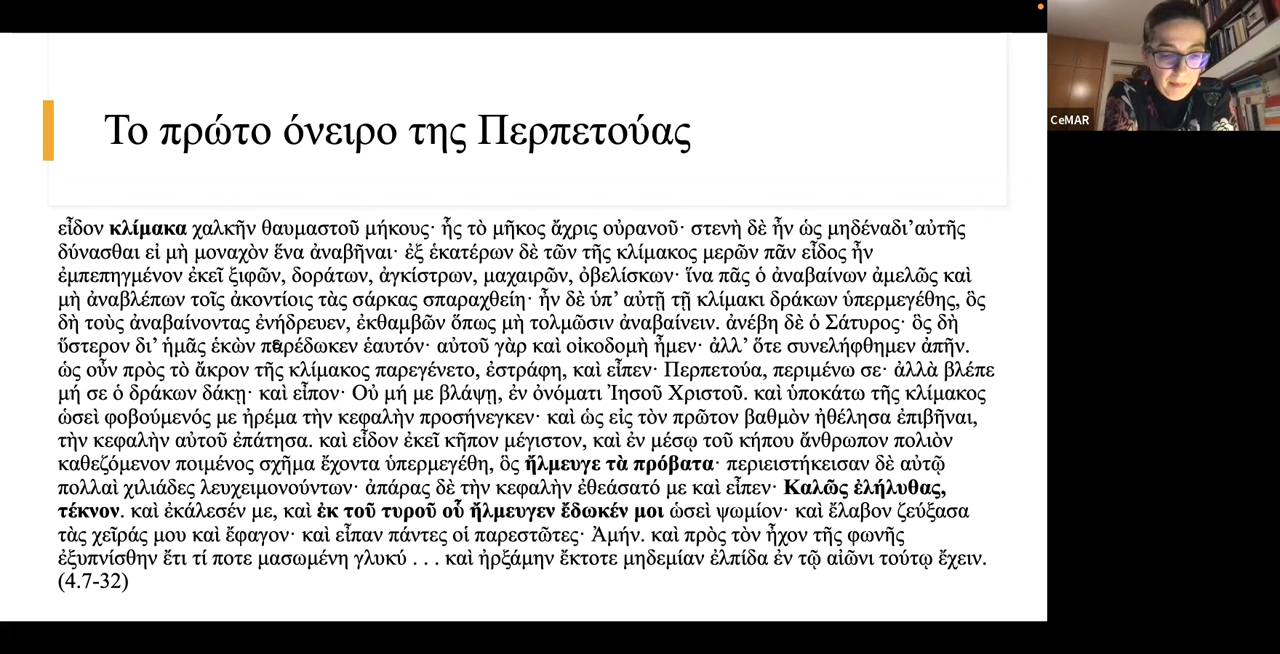 Το πρώτο όνειρο της Περπετούας
εἶδον κλίμακα χαλκῆν θαυμαστοῦ μήκους· ἧς τὸ μῆκος ἄχρις οὐρανοῦ· στενὴ δὲ ἦν ὡς μηδέναδι’αὐτῆς
δύνασθαι εἰ μὴ μοναχὸν ἕνα ἀναβῆναι· ἐξ ἑκατέρων δὲ τῶν τῆς κλίμακος μερῶν πᾶν εἶδος ἦν
ἐμπεπηγμένον ἐκεῖ ξιφῶν, δοράτων, ἀγκίστρων, μαχαιρῶν, ὀβελίσκων· ἵνα πᾶς ὁ ἀναβαίνων ἀμελῶς καὶ
μὴ ἀναβλέπων τοῖς ἀκοντίοις τὰς σάρκας σπαραχθείη· ἦν δὲ ὑπ’ αὐτῇ τῇ κλίμακι δράκων ὑπερμεγέθης, ὃς
δὴ τοὺς ἀναβαίνοντας ἐνήδρευεν, ἐκθαμβῶν ὅπως μὴ τολμῶσιν ἀναβαίνειν. ἀνέβη δὲ ὁ Σάτυρος· ὃς δὴ
ὕστερον δι’ ἡμᾶς ἑκὼν παρέδωκεν ἑαυτόν· αὐτοῦ γὰρ καὶ οἰκοδομὴ ἦμεν· ἀλλ’ ὅτε συνελήφθημεν ἀπῆν.
ὡς οὖν πρὸς τὸ ἄκρον τῆς κλίμακος παρεγένετο, ἐστράφη, καὶ εἶπεν· Περπετούα, περιμένω σε· ἀλλὰ βλέπε
μή σε ὁ δράκων δάκῃ· καὶ εἶπον· Οὐ μή με βλάψῃ, ἐν ὀνόματι Ἰησοῦ Χριστοῦ. καὶ ὑποκάτω τῆς κλίμακος
ὡσεὶ φοβούμενός με ἠρέμα τὴν κεφαλὴν προσήνεγκεν· καὶ ὡς εἰς τὸν πρῶτον βαθμὸν ἠθέλησα ἐπιβῆναι,
τὴν κεφαλὴν αὐτοῦ ἐπάτησα. καὶ εἶδον ἐκεῖ κῆπον μέγιστον, καὶ ἐν μέσῳ τοῦ κήπου ἄνθρωπον πολιὸν
καθεζόμενον ποιμένος σχῆμα ἔχοντα ὑπερμεγέθη, ὃς ἤλμευγε τὰ πρόβατα· περιειστήκεισαν δὲ αὐτῷ
πολλαὶ χιλιάδες λευχειμονούντων· ἀπάρας δὲ τὴν κεφαλὴν ἐθεάσατό με καὶ εἶπεν· Καλῶς ἐλήλυθας,
τέκνον. καὶ ἐκάλεσέν με, καὶ ἐκ τοῦ τυροῦ οὗ ἤλμευγεν ἔδωκέν μοι ὡσεὶ ψωμίον· καὶ ἔλαβον ζεύξασα
τὰς χεῖράς μου καὶ ἔφαγον· καὶ εἶπαν πάντες οἱ παρεστῶτες· Ἀμήν. καὶ πρὸς τὸν ἦχον τῆς φωνῆς
ἐξυπνίσθην ἔτι τί ποτε μασωμένη γλυκύ . . . καὶ ἠρξάμην ἔκτοτε μηδεμίαν ἐλπίδα ἐν τῷ αἰῶνι τούτῳ ἔχειν.
(4.7-32)
CeMAR